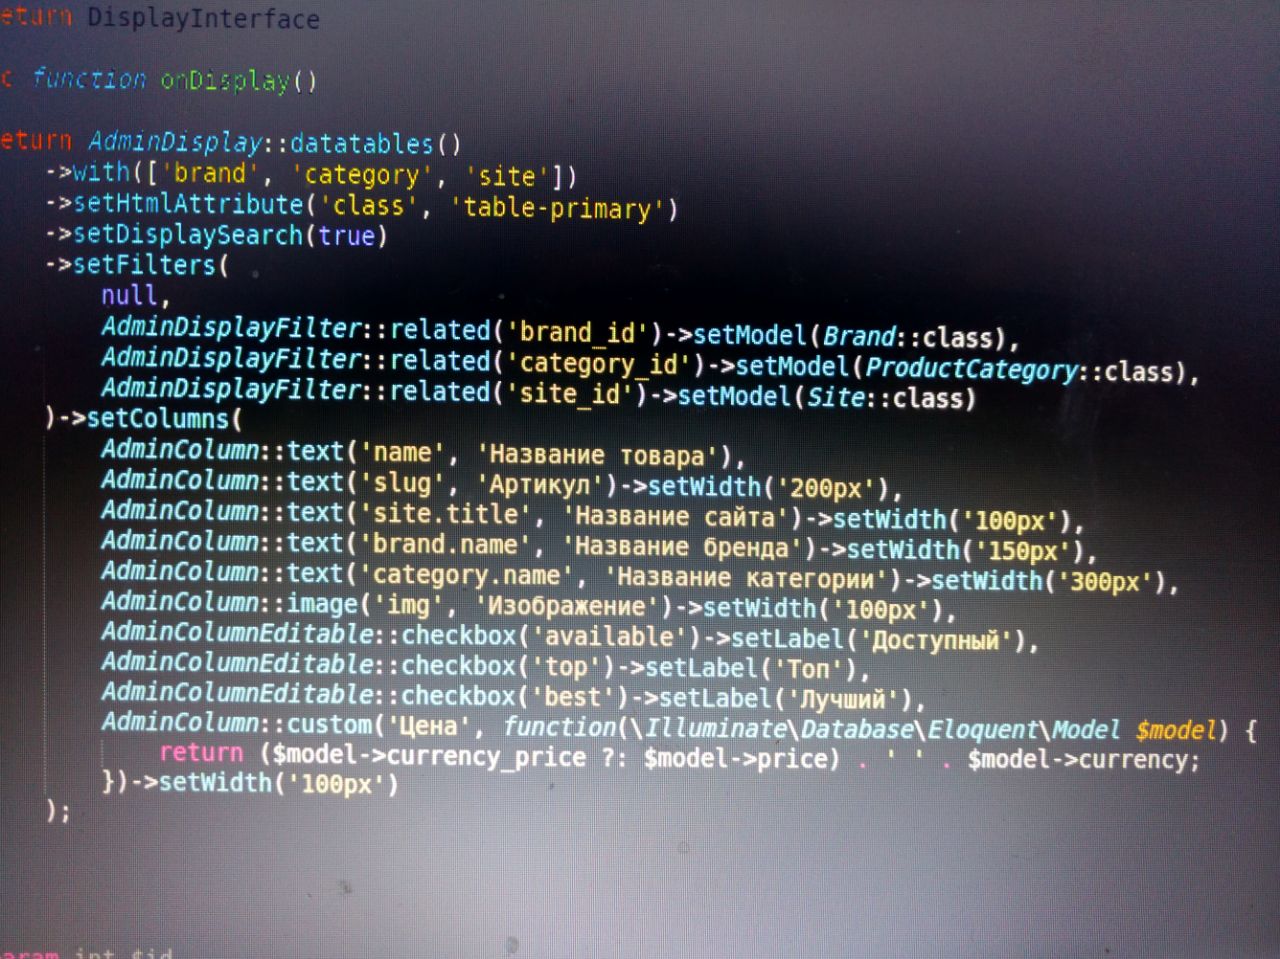 eturn DisplayInterface
c function onDisplay()
eturn AdminDisplay::datatables()
->with(['brand', 'category', 'site'])
->setHtmlAttribute('class', 'table-primary')
->setDisplaySearch(true)
->setFilters(
null,
AdminDisplayFilter::related('brand_id')->setModel(Brand::class),
AdminDisplayFilter::related('category_id')->setModel(ProductCategory::class),
AdminDisplayFilter::related('site_id')->setModel(Site::class)
)->setColumns(
AdminColumn::text('name', 'Название товара'),
AdminColumn::text('slug', 'Артикул')->setWidth('200px'),
AdminColumn::text('site.title', 'Название сайта')->setWidth('100px'),
AdminColumn::text('brand.name', 'Название бренда')->setWidth('150px'),
AdminColumn::text('category.name', 'Название категории')->setWidth('300px'),
AdminColumn::image('img', 'Изображение')->setWidth('100px'),
AdminColumnEditable::checkbox('available')->setLabel('Доступный'),
AdminColumnEditable::checkbox('top')->setLabel('Топ'),
AdminColumnEditable::checkbox('best')->setLabel('Лучший'),
AdminColumn::custom('Цена', function(\Illuminate\Database\Eloquent\Model $model) {
return ($model->currency_price ?: $model->price) . ' ' . $model->currency;
})->setWidth('100px')
);
aram int $id